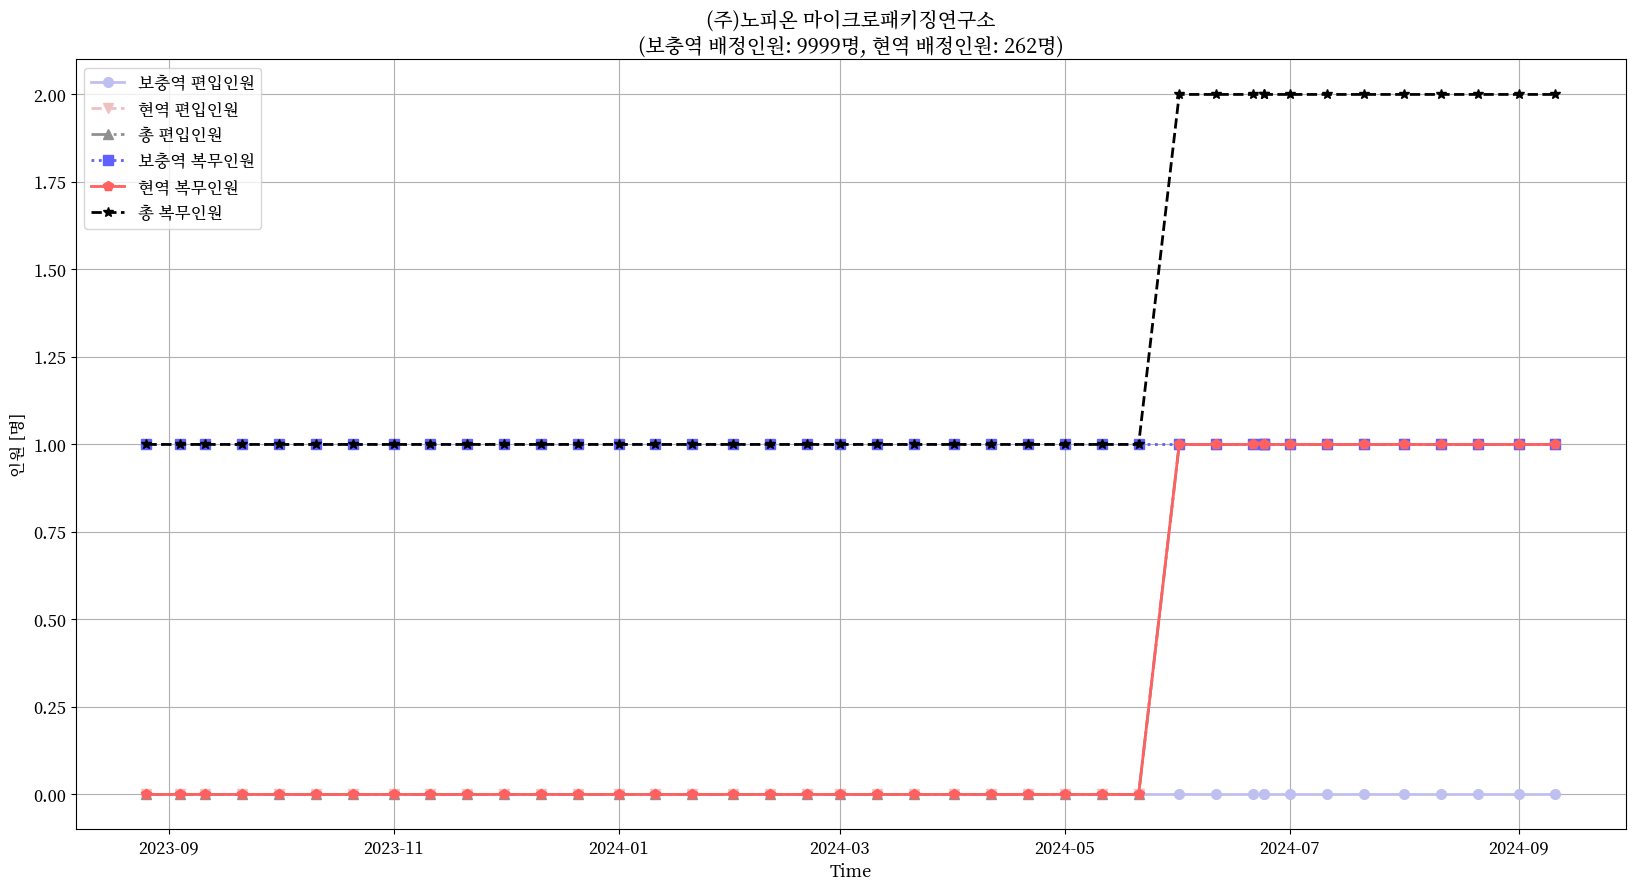 (주)노피온 마이크로패키징연구소
(보충역 배정인원: 9999명, 현역 배정인원: 262명)
보충역 편입인원
현역 편입인원
총 편입인원
보충역 복무인원
현역 복무인원
총 복무인원
2.00
1.75
1.50
1.25
1.00
0.75
0.50
0.25
0.00
인원 [명]
2023-09 2023-11 2024-01 2024-03 2024-05 2024-07 2024-09
Time